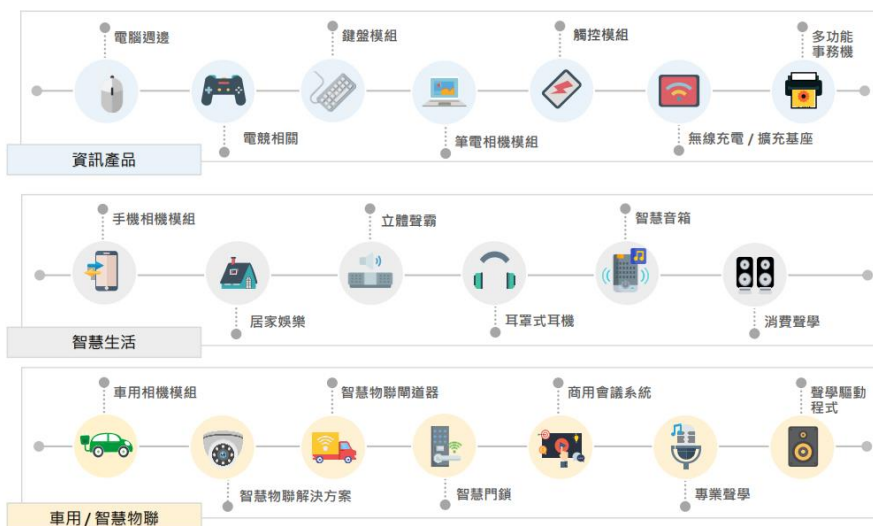 電腦週邊
電競相關
鍵盤模組
筆電相機模組
觸控模組
無線充電 / 擴充基座
多功能
事務機
資訊產品
手機相機模組
居家娛樂
立體聲霸
耳罩式耳機
智慧音箱
消費聲學
智慧生活
車用相機模組
智慧物聯解決方案
智慧物聯閘道器
智慧門鎖
商用會議系統
專業聲學
聲學驅動
程式
車用 / 智慧物聯